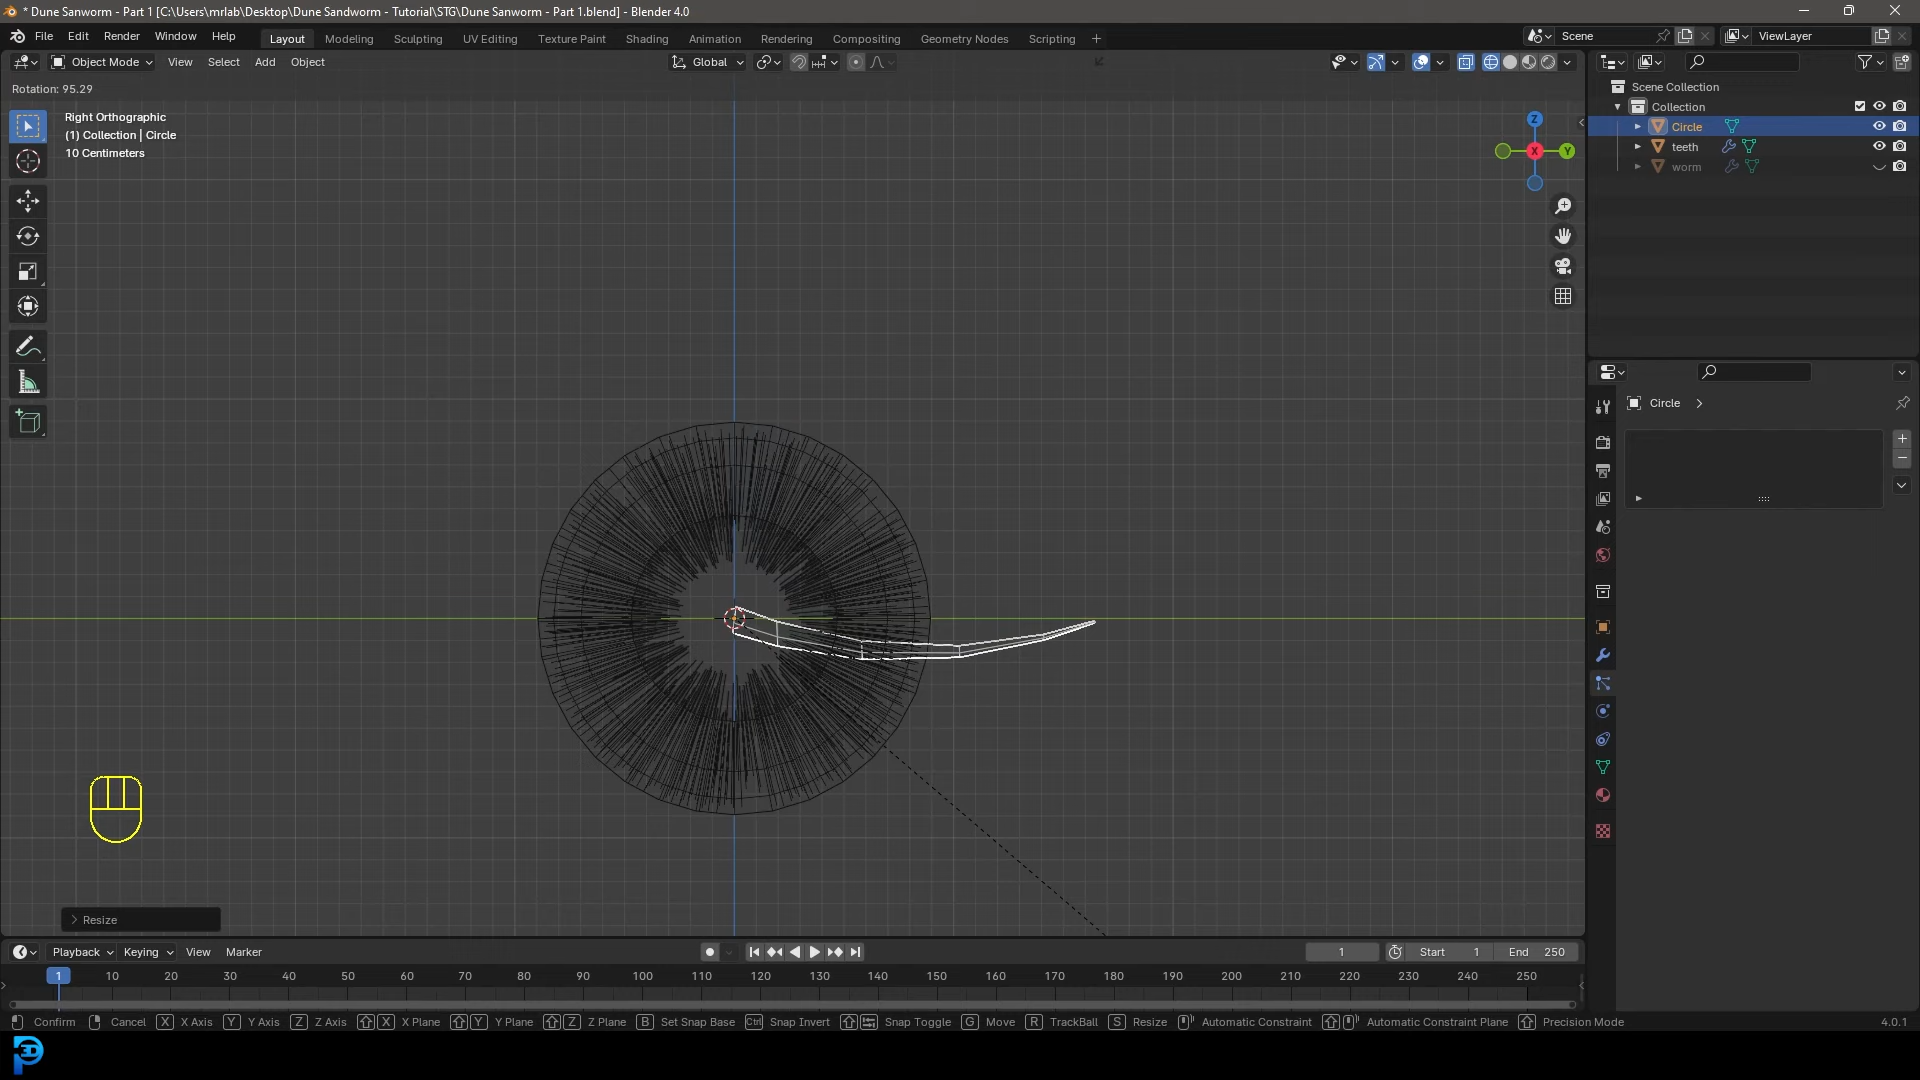 * Dune Sandworm - Part 1 [C:\Users\mrlab\Desktop\Dune Sandworm - Tutorial\STG\Dune Sanworm - Part 1.blend] - Blender 4.0
File Edit Render Window Help Layout Modeling Sculpting UV Editing Texture Paint Shading Animation Rendering Compositing Geometry Nodes Scripting + Scene ViewLayer
Object Mode View Select Add Object Global
Rotation: 95.29
Right Orthographic
(1) Collection | Circle
10 Centimeters
Z
X
Y
Scene Collection
Collection
Circle
teeth
worm
Circle
Resize
Playback Keying View Marker 1 Start 1 End 250
1 10 20 30 40 50 60 70 80 90 100 110 120 130 140 150 160 170 180 190 200 210 220 230 240 250
Confirm Cancel X X Axis Y Y Axis Z Z Axis X X Plane Y Y Plane Z Z Plane B Set Snap Base Ctrl Snap Invert Snap Toggle G Move R TrackBall S Resize Automatic Constraint Automatic Constraint Plane Precision Mode 4.0.1